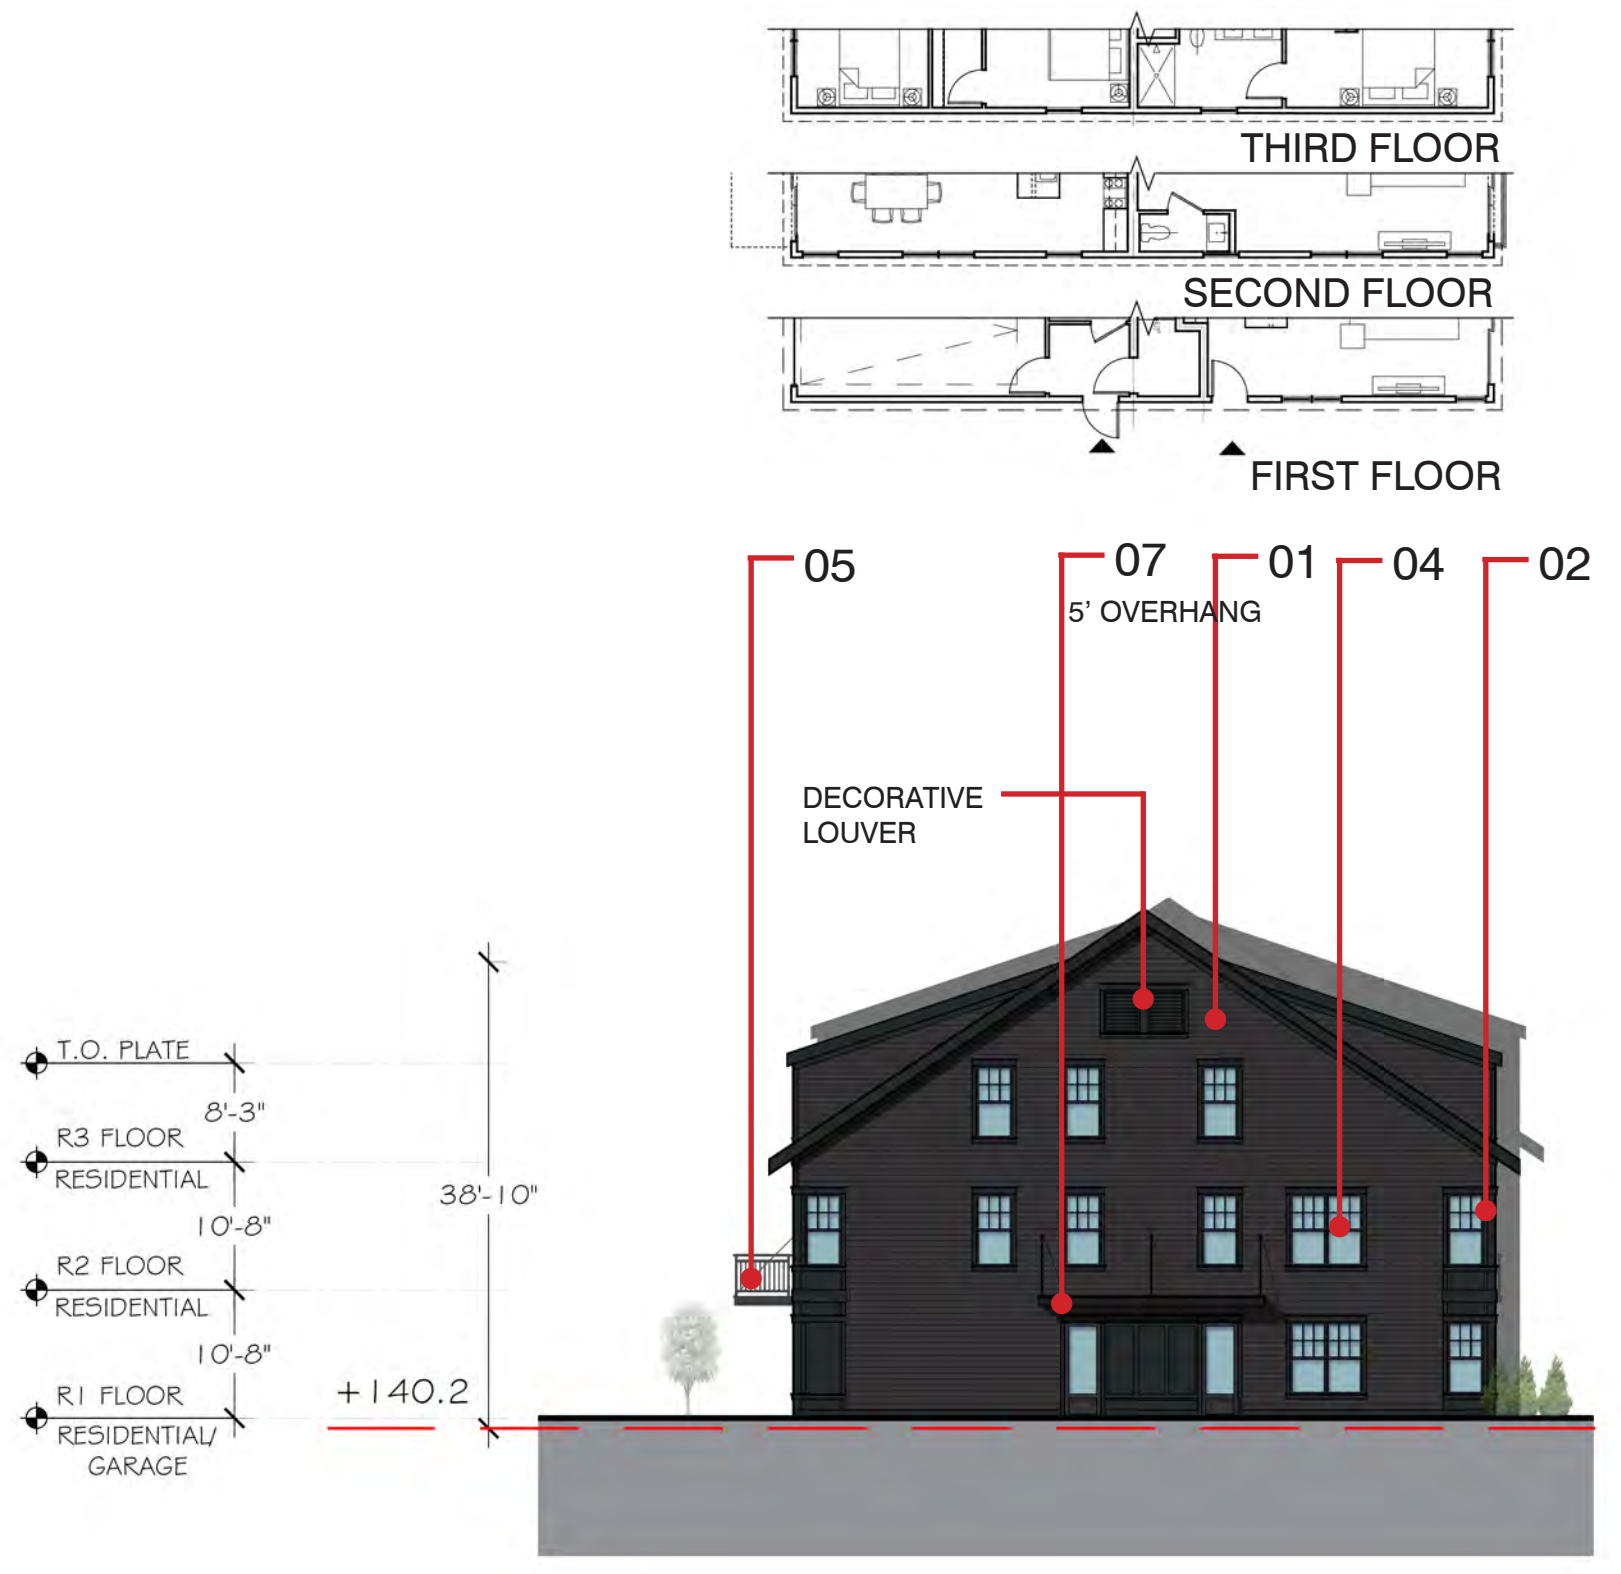 THIRD FLOOR
SECOND FLOOR
FIRST FLOOR
05
07
01
04
02
5’ OVERHANG
DECORATIVE
LOUVER
T.O. PLATE
8'-3"
R3 FLOOR
RESIDENTIAL
38'-10"
10'-8"
R2 FLOOR
RESIDENTIAL
10'-8"
R1 FLOOR
+140.2
RESIDENTIAL/
GARAGE